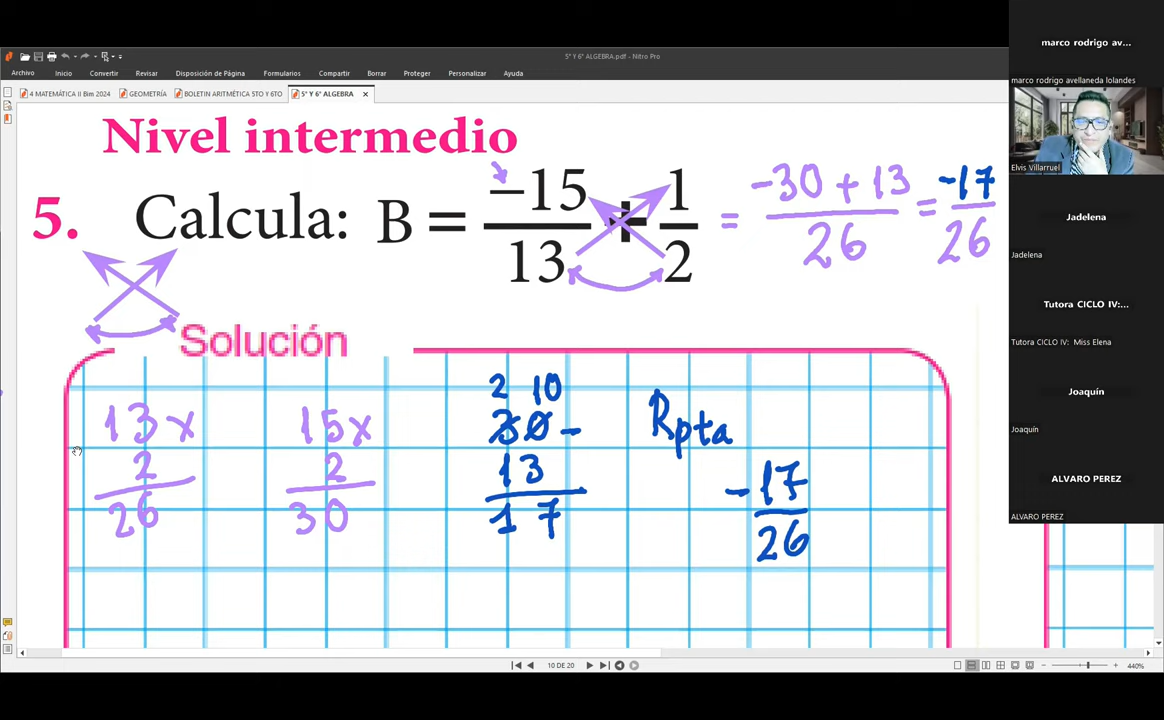 5° Y 6° ALGEBRA.pdf - Nitro Pro
Archivo Inicio Convertir Revisar Disposición de Página Formularios Compartir Borrar Proteger Personalizar Ayuda
4 MATEMÁTICA II Bim 2024 GEOMETRÍA BOLETIN ARITMÉTICA 5TO Y 6TO 5° Y 6° ALGEBRA
Nivel intermedio
5. Calcula: B = -15/13 + 1/2 = -30 + 13/26 = -17/26
Solución
13x
2
26
15x
2
30
2 10
30 -
13
17
Rpta
-17/26
10 DE 20
440%
marco rodrigo av...
marco rodrigo avellaneda lolandes
Elvis Villarruel
Jadelena
Jadelena
Tutora CICLO IV:...
Tutora CICLO IV: Miss Elena
Joaquín
Joaquín
ALVARO PEREZ
ALVARO PEREZ